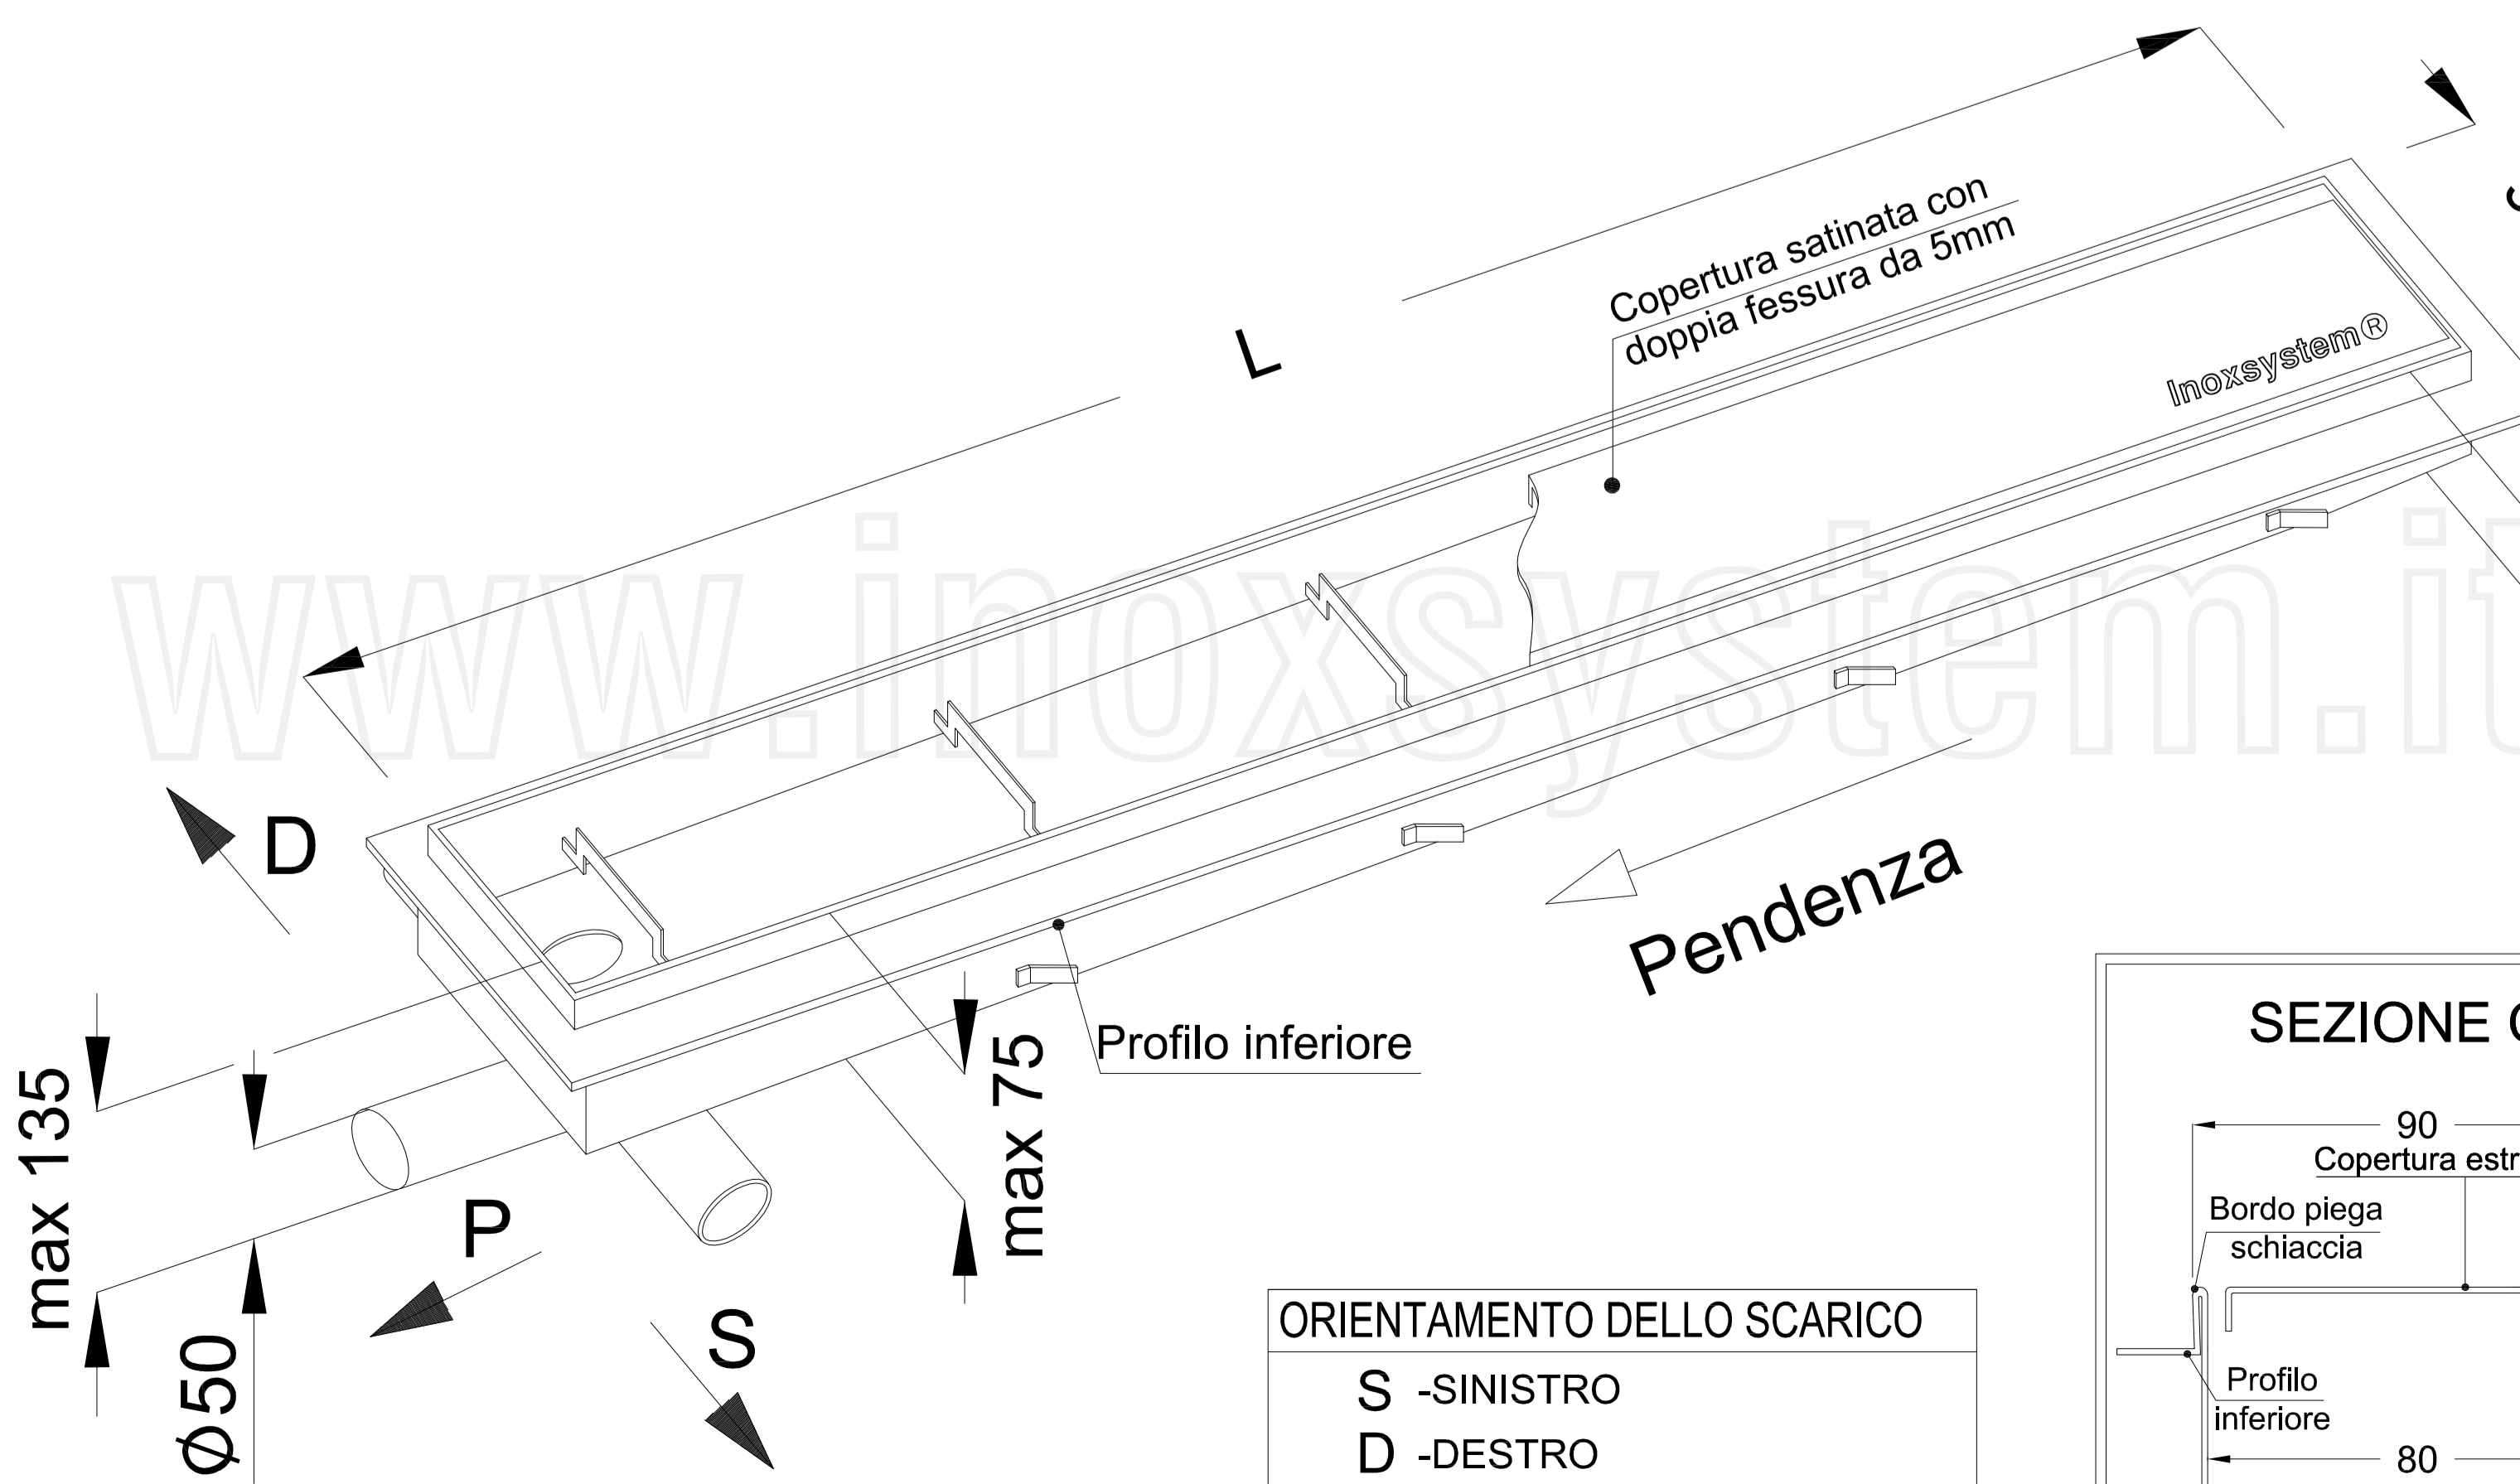 L
Copertura satinata con
doppia fessura da 5mm
Inoxsystem®
www.inoxsystem.it
D
Pendenza
Profilo inferiore
max 75
max 135
Ø50
P
S
ORIENTAMENTO DELLO SCARICO
S -SINISTRO
D -DESTRO
SEZIONE
90
Copertura
Bordo piega
schiaccia
Profilo
inferiore
80